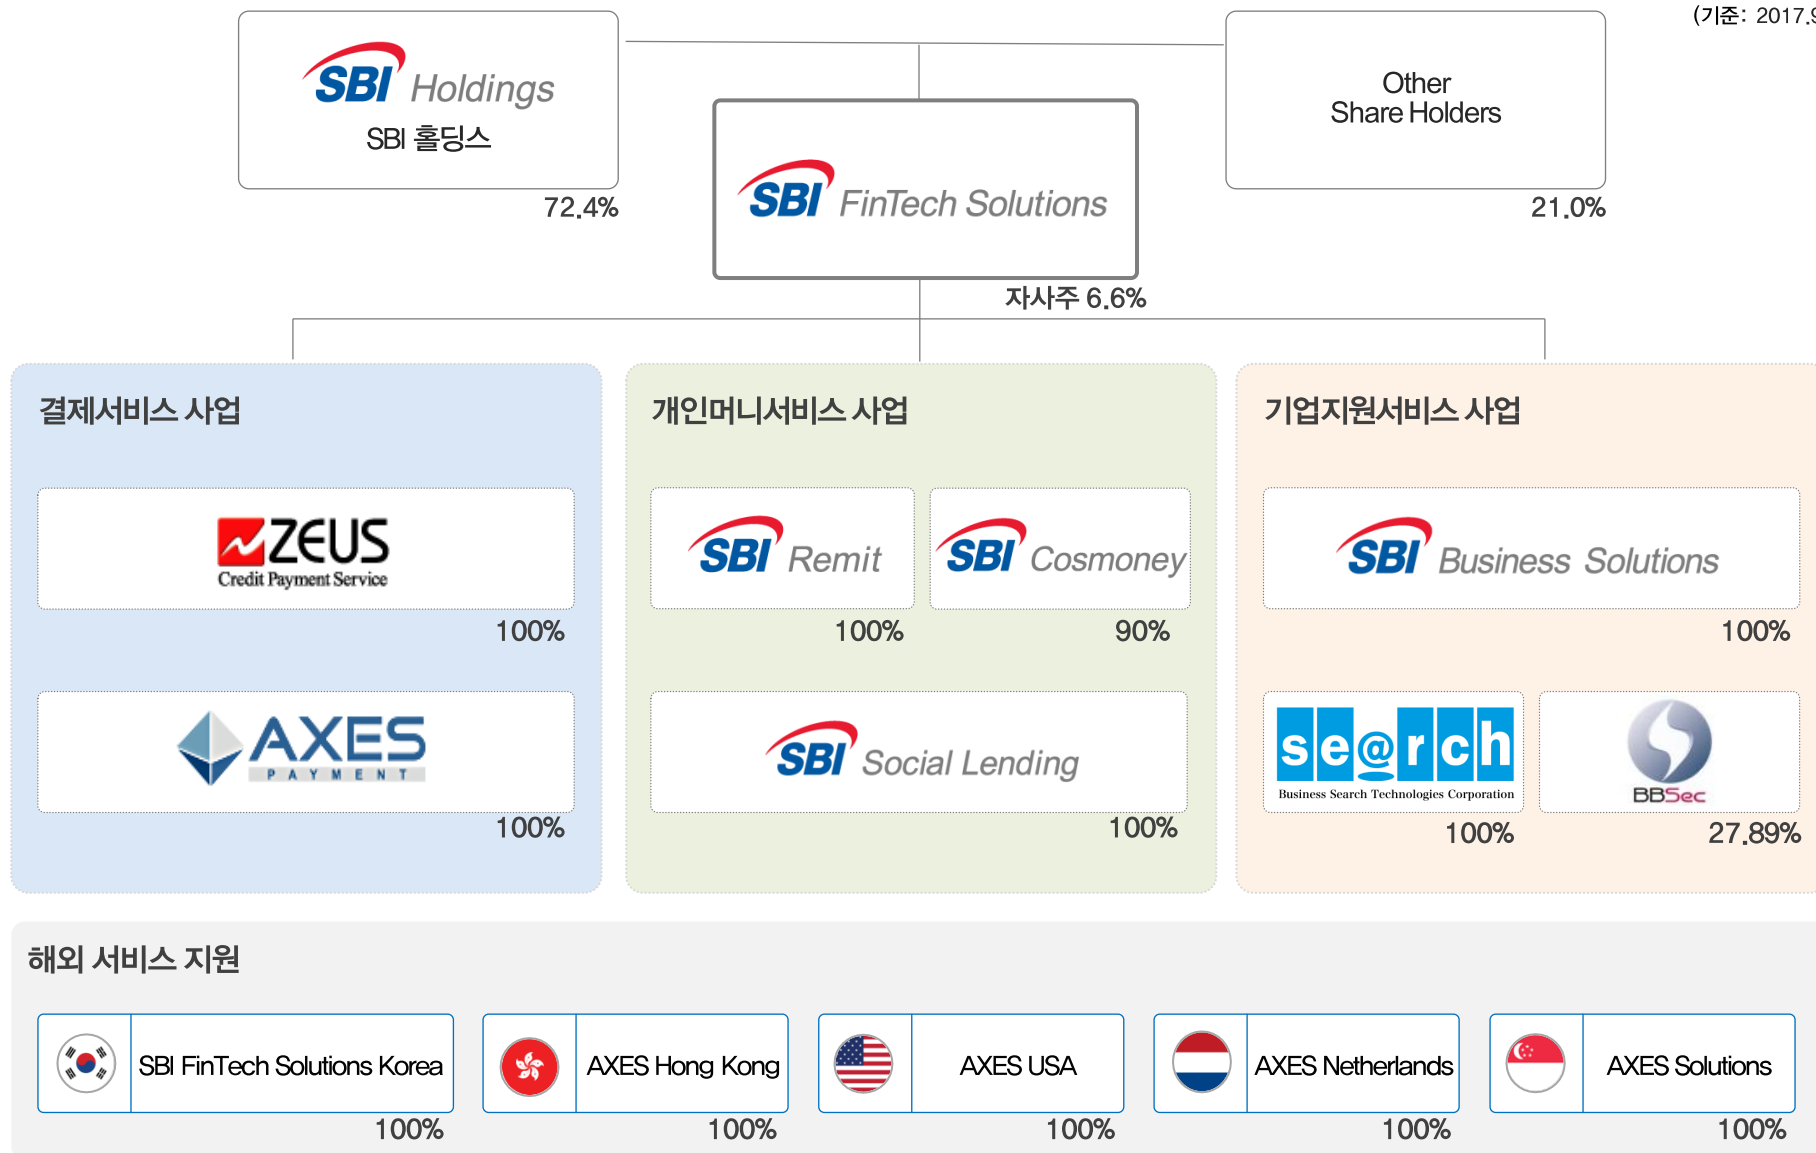 (기준: 2017.9
SBI Holdings
SBI 홀딩스
72.4%
Other
Share Holders
21.0%
SBI FinTech Solutions
자사주 6.6%
결제서비스 사업
ZEUS
Credit Payment Service
100%
AXES
PAYMENT
100%
개인머니서비스 사업
SBI Remit
100%
SBI Cosmoney
90%
SBI Social Lending
100%
기업지원서비스 사업
SBI Business Solutions
100%
se@rch
Business Search Technologies Corporation
100%
BBSec
27.89%
해외 서비스 지원
SBI FinTech Solutions Korea
100%
AXES Hong Kong
100%
AXES USA
100%
AXES Netherlands
100%
AXES Solutions
100%